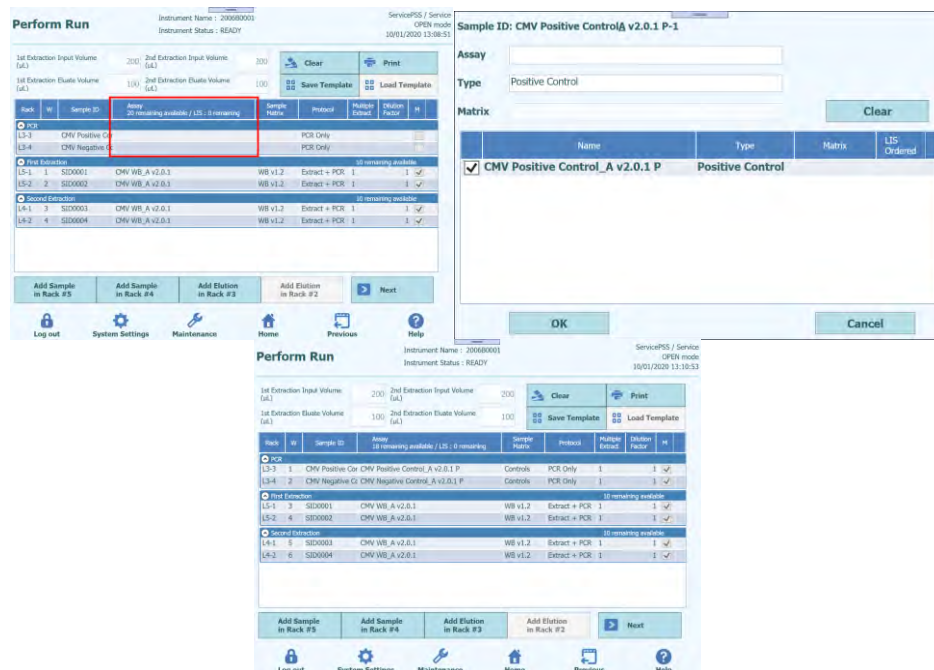 Perform Run
Instrument Name : 200680001
Instrument Status : READY
ServicePSS / Service
OPEN mode
10/01/2020 13:08:51
1st Extraction Input Volume (uL) 200 2nd Extraction Input Volume (uL) 200
1st Extraction Eluate Volume (uL) 100 2nd Extraction Eluate Volume (uL) 100
Clear Print
Save Template Load Template
Rack W Sample ID Assay Sample Matrix Protocol Multiple Extract Dilution Factor M
20 remaining available / LIS : 0 remaining
PCR
L3-3 CMV Positive Cor PCR Only
L3-4 CMV Negative Cc PCR Only
First Extraction 10 remaining available
L5-1 1 SID0001 CMV WB_A v2.0.1 WB v1.2 Extract + PCR 1 1
L5-2 2 SID0002 CMV WB_A v2.0.1 WB v1.2 Extract + PCR 1 1
Second Extraction 10 remaining available
L4-1 3 SID0003 CMV WB_A v2.0.1 WB v1.2 Extract + PCR 1 1
L4-2 4 SID0004 CMV WB_A v2.0.1 WB v1.2 Extract + PCR 1 1
Add Sample in Rack #5 Add Sample in Rack #4 Add Elution in Rack #3 Add Elution in Rack #2 Next
Log out System Settings Maintenance Home Previous Help
Sample ID: CMV Positive Control_A v2.0.1 P-1
Assay
Type Positive Control
Matrix
Clear
Name Type Matrix LIS Ordered
CMV Positive Control_A v2.0.1 P Positive Control
OK Cancel
Perform Run
Instrument Name : 200680001
Instrument Status : READY
ServicePSS / Service
OPEN mode
10/01/2020 13:10:53
1st Extraction Input Volume (uL) 200 2nd Extraction Input Volume (uL) 200
1st Extraction Eluate Volume (uL) 100 2nd Extraction Eluate Volume (uL) 100
Clear Print
Save Template Load Template
Rack W Sample ID Assay Sample Matrix Protocol Multiple Extract Dilution Factor M
18 remaining available / LIS : 0 remaining
PCR
L3-3 1 CMV Positive Cor CMV Positive Control_A v2.0.1 P Controls PCR Only 1 1
L3-4 2 CMV Negative Cc CMV Negative Control_A v2.0.1 P Controls PCR Only 1 1
First Extraction 10 remaining available
L5-1 3 SID0001 CMV WB_A v2.0.1 WB v1.2 Extract + PCR 1 1
L5-2 4 SID0002 CMV WB_A v2.0.1 WB v1.2 Extract + PCR 1 1
Second Extraction 10 remaining available
L4-1 5 SID0003 CMV WB_A v2.0.1 WB v1.2 Extract + PCR 1 1
L4-2 6 SID0004 CMV WB_A v2.0.1 WB v1.2 Extract + PCR 1 1
Add Sample in Rack #5 Add Sample in Rack #4 Add Elution in Rack #3 Add Elution in Rack #2 Next
Log out System Settings Maintenance Home Previous Help